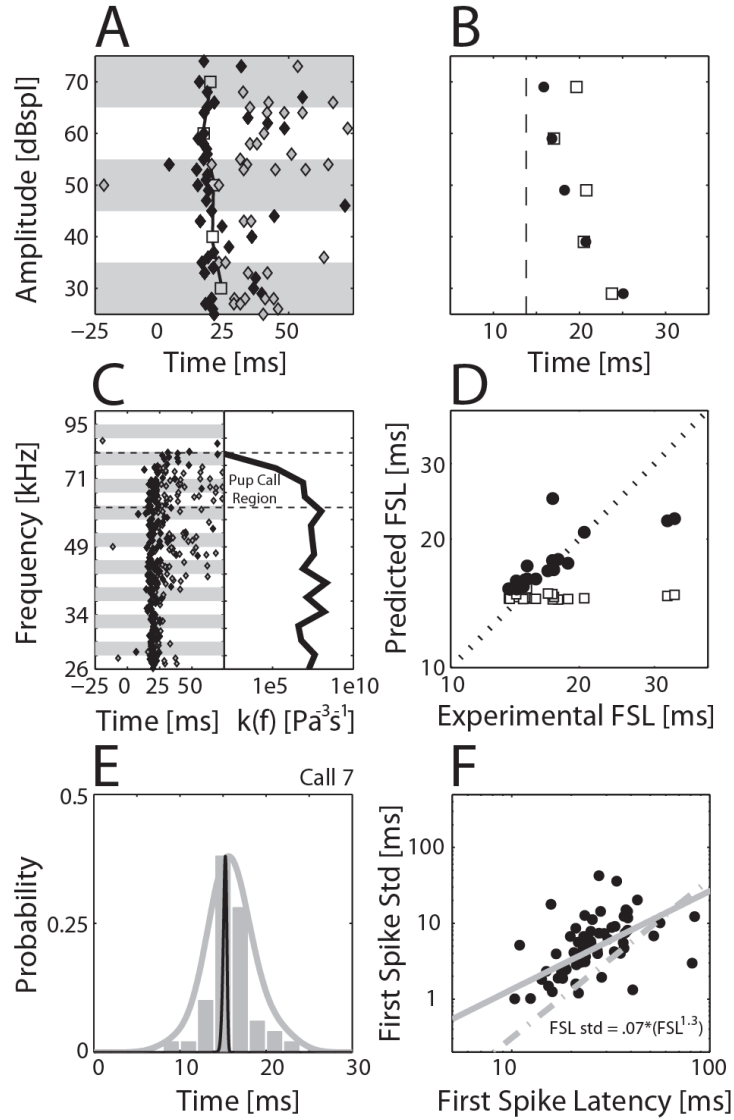 A
Amplitude [dBspl]
70
60
50
40
30
−25
0
25
50
Time [ms]
B
10
20
30
Time [ms]
C
Frequency [kHz]
95
71
49
34
26
Pup Call
Region
−25
0
25
50
1e5
1e10
Time [ms]
k(f) [Pa-3s-1]
D
Predicted FSL [ms]
30
20
10
10
20
30
Experimental FSL [ms]
E
Call 7
Probability
0.5
0.25
0
0
10
20
30
Time [ms]
F
First Spike Std [ms]
100
10
1
FSL std = .07*(FSL1.3)
10
100
First Spike Latency [ms]